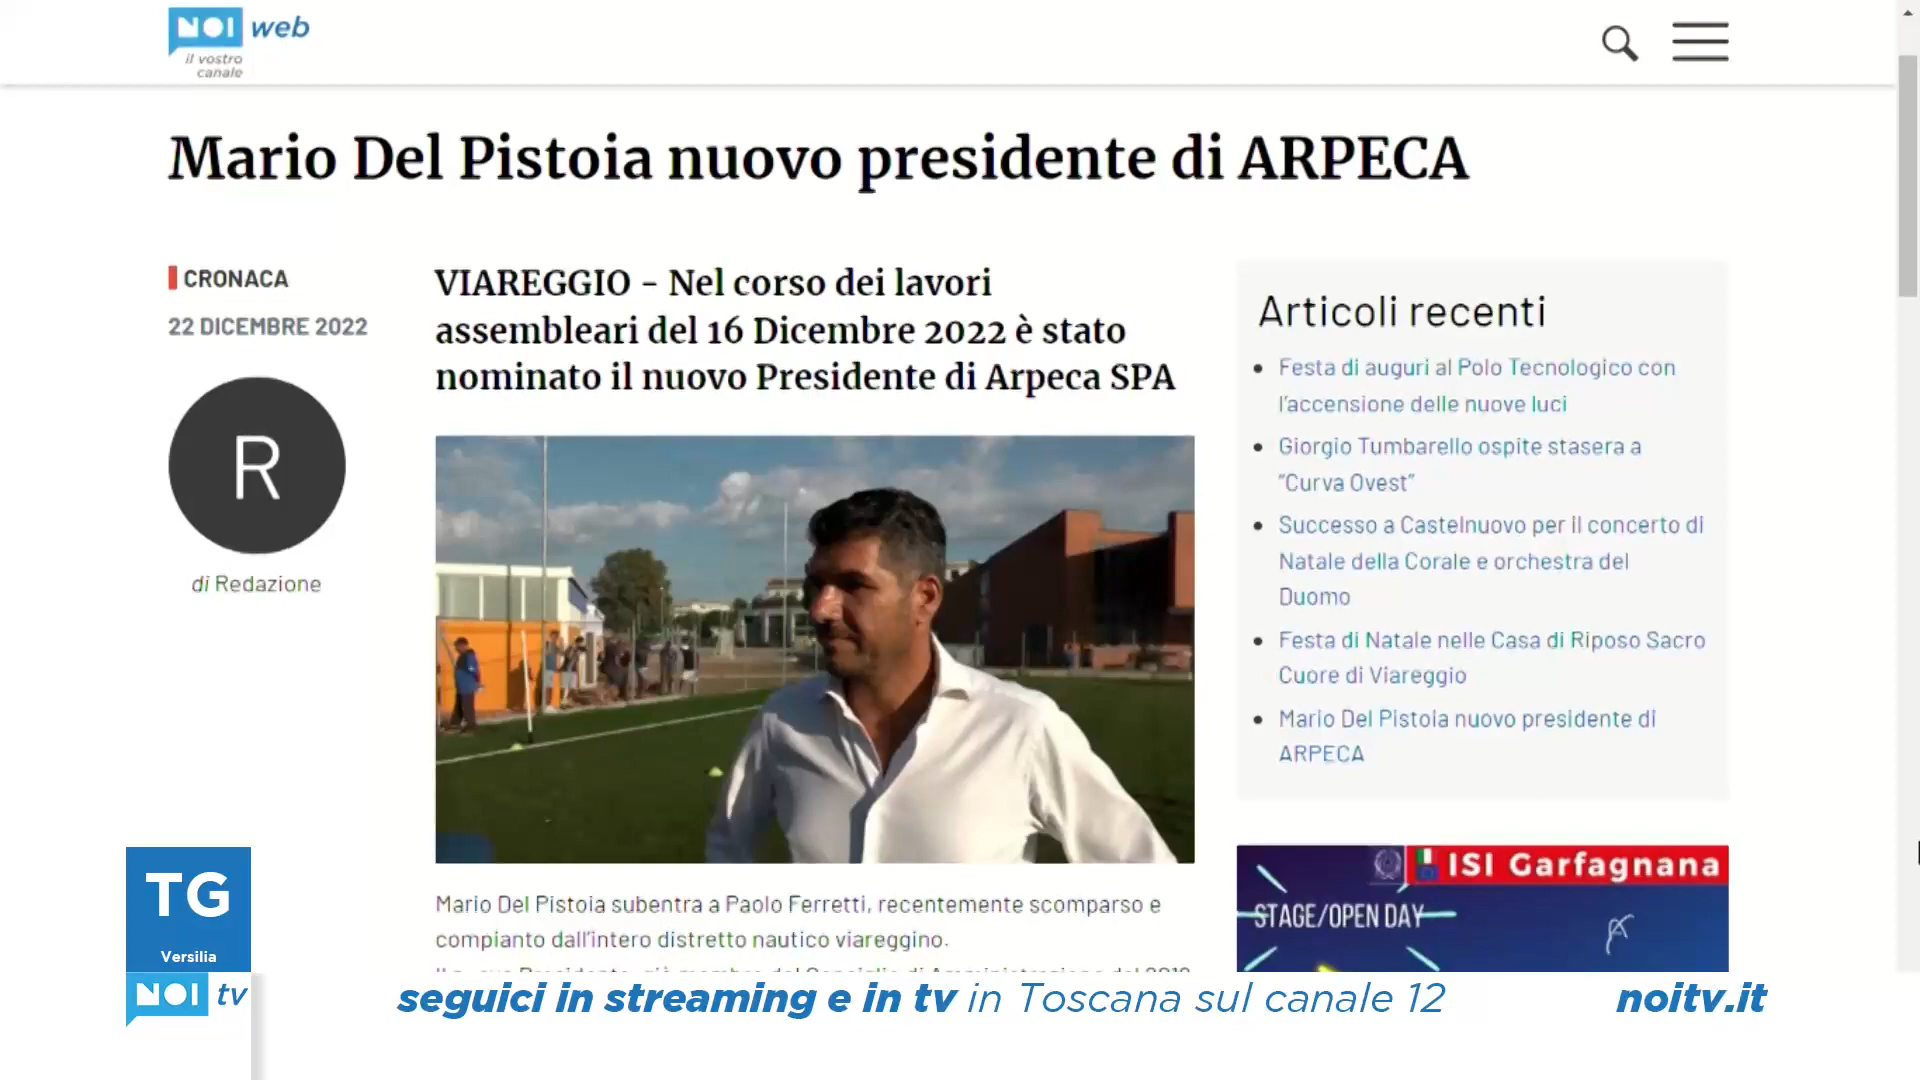 NOI web
il vostro
canale
Mario Del Pistoia nuovo presidente di ARPECA
CRONACA
22 DICEMBRE 2022
R
di Redazione
VIAREGGIO - Nel corso dei lavori
assembleari del 16 Dicembre 2022 è stato
nominato il nuovo Presidente di Arpeca SPA
Mario Del Pistoia subentra a Paolo Ferretti, recentemente scomparso e
compianto dall'intero distretto nautico viareggino.
Articoli recenti
Festa di auguri al Polo Tecnologico con
l'accensione delle nuove luci
Giorgio Tumbarello ospite stasera a
"Curva Ovest"
Successo a Castelnuovo per il concerto di
Natale della Corale e orchestra del
Duomo
Festa di Natale nelle Casa di Riposo Sacro
Cuore di Viareggio
Mario Del Pistoia nuovo presidente di
ARPECA
ISI Garfagnana
STAGE/OPEN DAY
TG
Versilia
NOI tv
seguici in streaming e in tv in Toscana sul canale 12
noitv.it